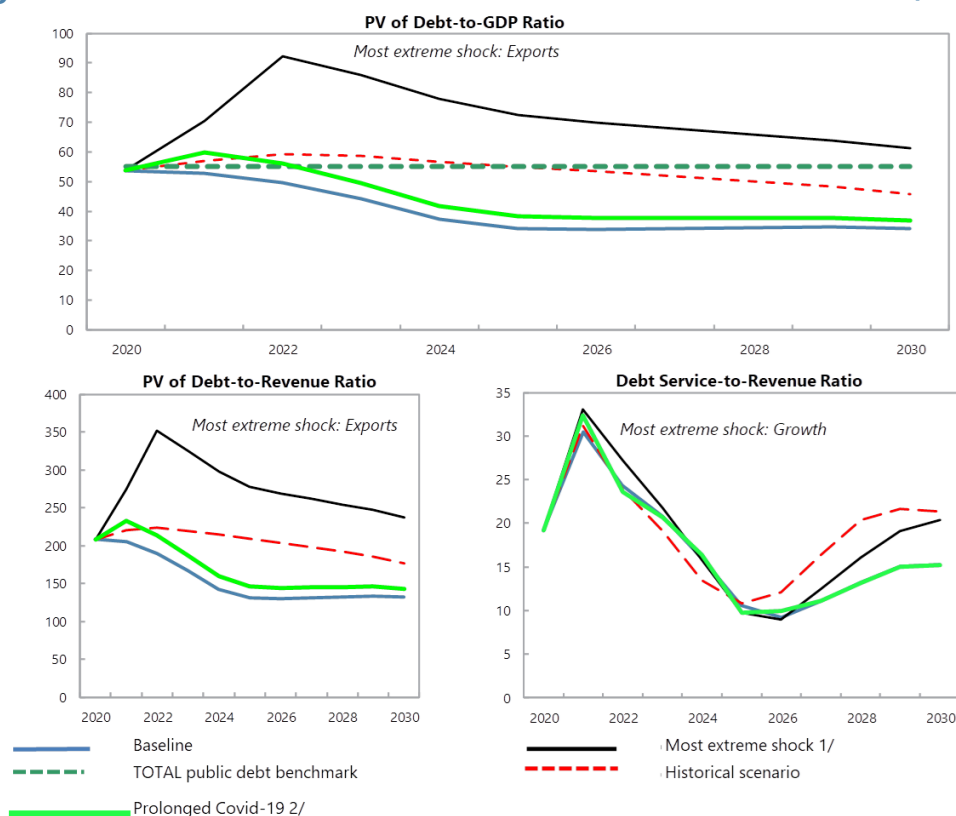 PV of Debt-to-GDP Ratio
Most extreme shock: Exports
100
90
80
70
60
50
40
30
20
10
0
2020 2022 2024 2026 2028 2030
PV of Debt-to-Revenue Ratio
Most extreme shock: Exports
400
350
300
250
200
150
100
50
0
2020 2022 2024 2026 2028 2030
Debt Service-to-Revenue Ratio
Most extreme shock: Growth
35
30
25
20
15
10
5
0
2020 2022 2024 2026 2028 2030
Baseline
TOTAL public debt benchmark
Prolonged Covid-19 2/
Most extreme shock 1/
Historical scenario